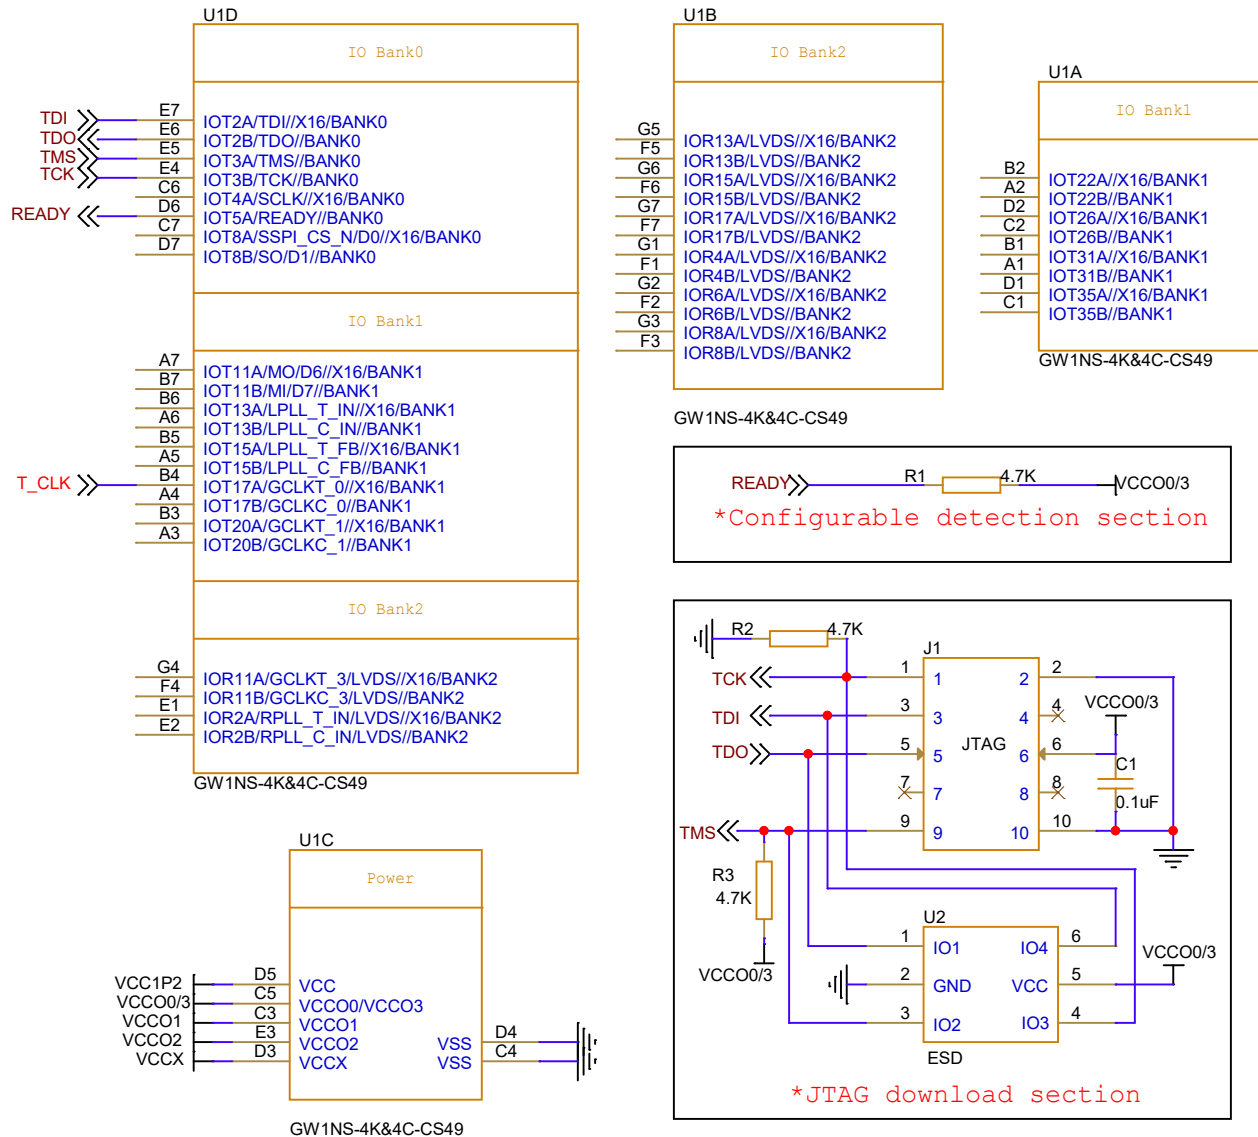 U1D
IO Bank0
TDI E7 IOT2A/TDI//X16/BANK0
TDO E6 IOT2B/TDO//BANK0
TMS E5 IOT3A/TMS//BANK0
TCK E4 IOT3B/TCK//BANK0
C6 IOT4A/SCLK//X16/BANK0
READY D6 IOT5A/READY//BANK0
C7 IOT8A/SSPI_CS_N/D0//X16/BANK0
D7 IOT8B/SO/D1//BANK0
IO Bank1
A7 IOT11A/MO/D6//X16/BANK1
B7 IOT11B/MI/D7//BANK1
B6 IOT13A/LPLL_T_IN//X16/BANK1
A6 IOT13B/LPLL_C_IN//BANK1
B5 IOT15A/LPLL_T_FB//X16/BANK1
A5 IOT15B/LPLL_C_FB//BANK1
T_CLK B4 IOT17A/GCLKT_0//X16/BANK1
A4 IOT17B/GCLKC_0//BANK1
B3 IOT20A/GCLKT_1//X16/BANK1
A3 IOT20B/GCLKC_1//BANK1
IO Bank2
G4 IOR11A/GCLKT_3/LVDS//X16/BANK2
F4 IOR11B/GCLKC_3/LVDS//BANK2
E1 IOR2A/RPLL_T_IN/LVDS//X16/BANK2
E2 IOR2B/RPLL_C_IN/LVDS//BANK2
GW1NS-4K&4C-CS49
U1B
IO Bank2
G5 IOR13A/LVDS//X16/BANK2
F5 IOR13B/LVDS//BANK2
G6 IOR15A/LVDS//X16/BANK2
F6 IOR15B/LVDS//BANK2
G7 IOR17A/LVDS//X16/BANK2
F7 IOR17B/LVDS//BANK2
G1 IOR4A/LVDS//X16/BANK2
F1 IOR4B/LVDS//BANK2
G2 IOR6A/LVDS//X16/BANK2
F2 IOR6B/LVDS//BANK2
G3 IOR8A/LVDS//X16/BANK2
F3 IOR8B/LVDS//BANK2
GW1NS-4K&4C-CS49
U1A
IO Bank1
B2 IOT22A//X16/BANK1
A2 IOT22B//BANK1
D2 IOT26A//X16/BANK1
C2 IOT26B//BANK1
B1 IOT31A//X16/BANK1
A1 IOT31B//BANK1
D1 IOT35A//X16/BANK1
C1 IOT35B//BANK1
GW1NS-4K&4C-CS49
READY R1 4.7K VCCO0/3
*Configurable detection section
R2 4.7K
J1
TCK 1 1 2 2
TDI 3 3 4 4 VCCO0/3
TDO 5 5 JTAG 6 6
C1
7 7 8 8 0.1uF
TMS 9 9 10 10
R3
4.7K
VCCO0/3
U2
1 IO1 IO4 6
VCCO0/3
2 GND VCC 5
3 IO2 IO3 4
ESD
*JTAG download section
U1C
Power
VCC1P2 D5 VCC
VCCO0/3 C5 VCCO0/VCCO3
VCCO1 C3 VCCO1
VCCO2 E3 VCCO2 VSS D4
VCCX D3 VCCX VSS C4
GW1NS-4K&4C-CS49